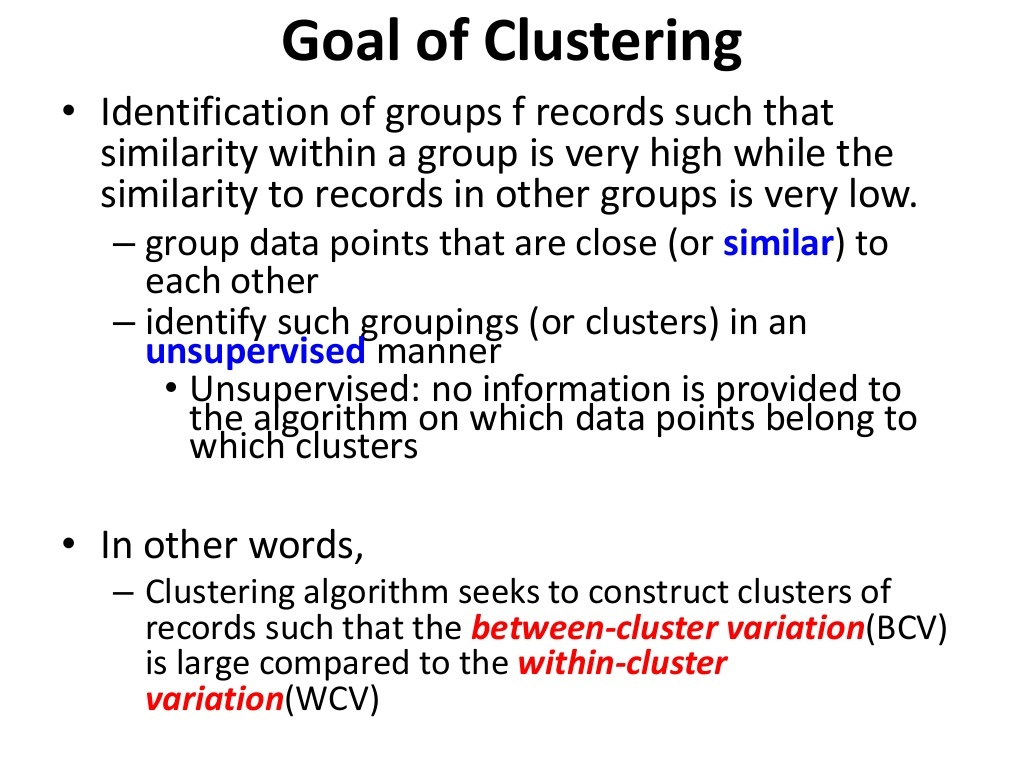 Goal of Clustering
• Identification of groups f records such that
similarity within a group is very high while the
similarity to records in other groups is very low.
– group data points that are close (or similar) to
each other
– identify such groupings (or clusters) in an
unsupervised manner
• Unsupervised: no information is provided to
the algorithm on which data points belong to
which clusters
• In other words,
– Clustering algorithm seeks to construct clusters of
records such that the between-cluster variation(BCV)
is large compared to the within-cluster
variation(WCV)